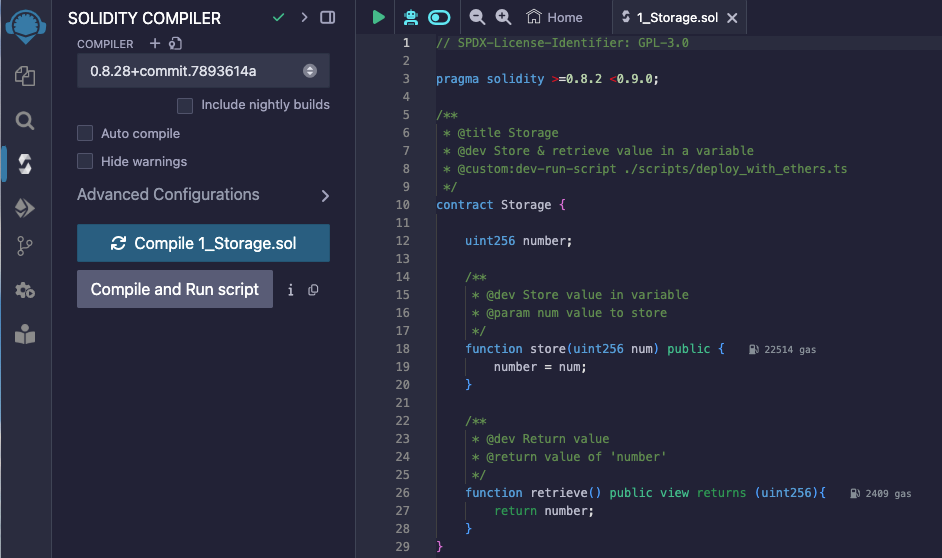 SOLIDITY COMPILER
COMPILER
0.8.28+commit.7893614a
Include nightly builds
Auto compile
Hide warnings
Advanced Configurations
Compile 1_Storage.sol
Compile and Run script
i
Home
1_Storage.sol
1 // SPDX-License-Identifier: GPL-3.0
2
3 pragma solidity >=0.8.2 <0.9.0;
4
5 /**
6  * @title Storage
7  * @dev Store & retrieve value in a variable
8  * @custom:dev-run-script ./scripts/deploy_with_ethers.ts
9  */
10 contract Storage {
11
12     uint256 number;
13
14     /**
15      * @dev Store value in variable
16      * @param num value to store
17      */
18     function store(uint256 num) public {    22514 gas
19         number = num;
20     }
21
22     /**
23      * @dev Return value
24      * @return value of 'number'
25      */
26     function retrieve() public view returns (uint256){    2409 gas
27         return number;
28     }
29 }